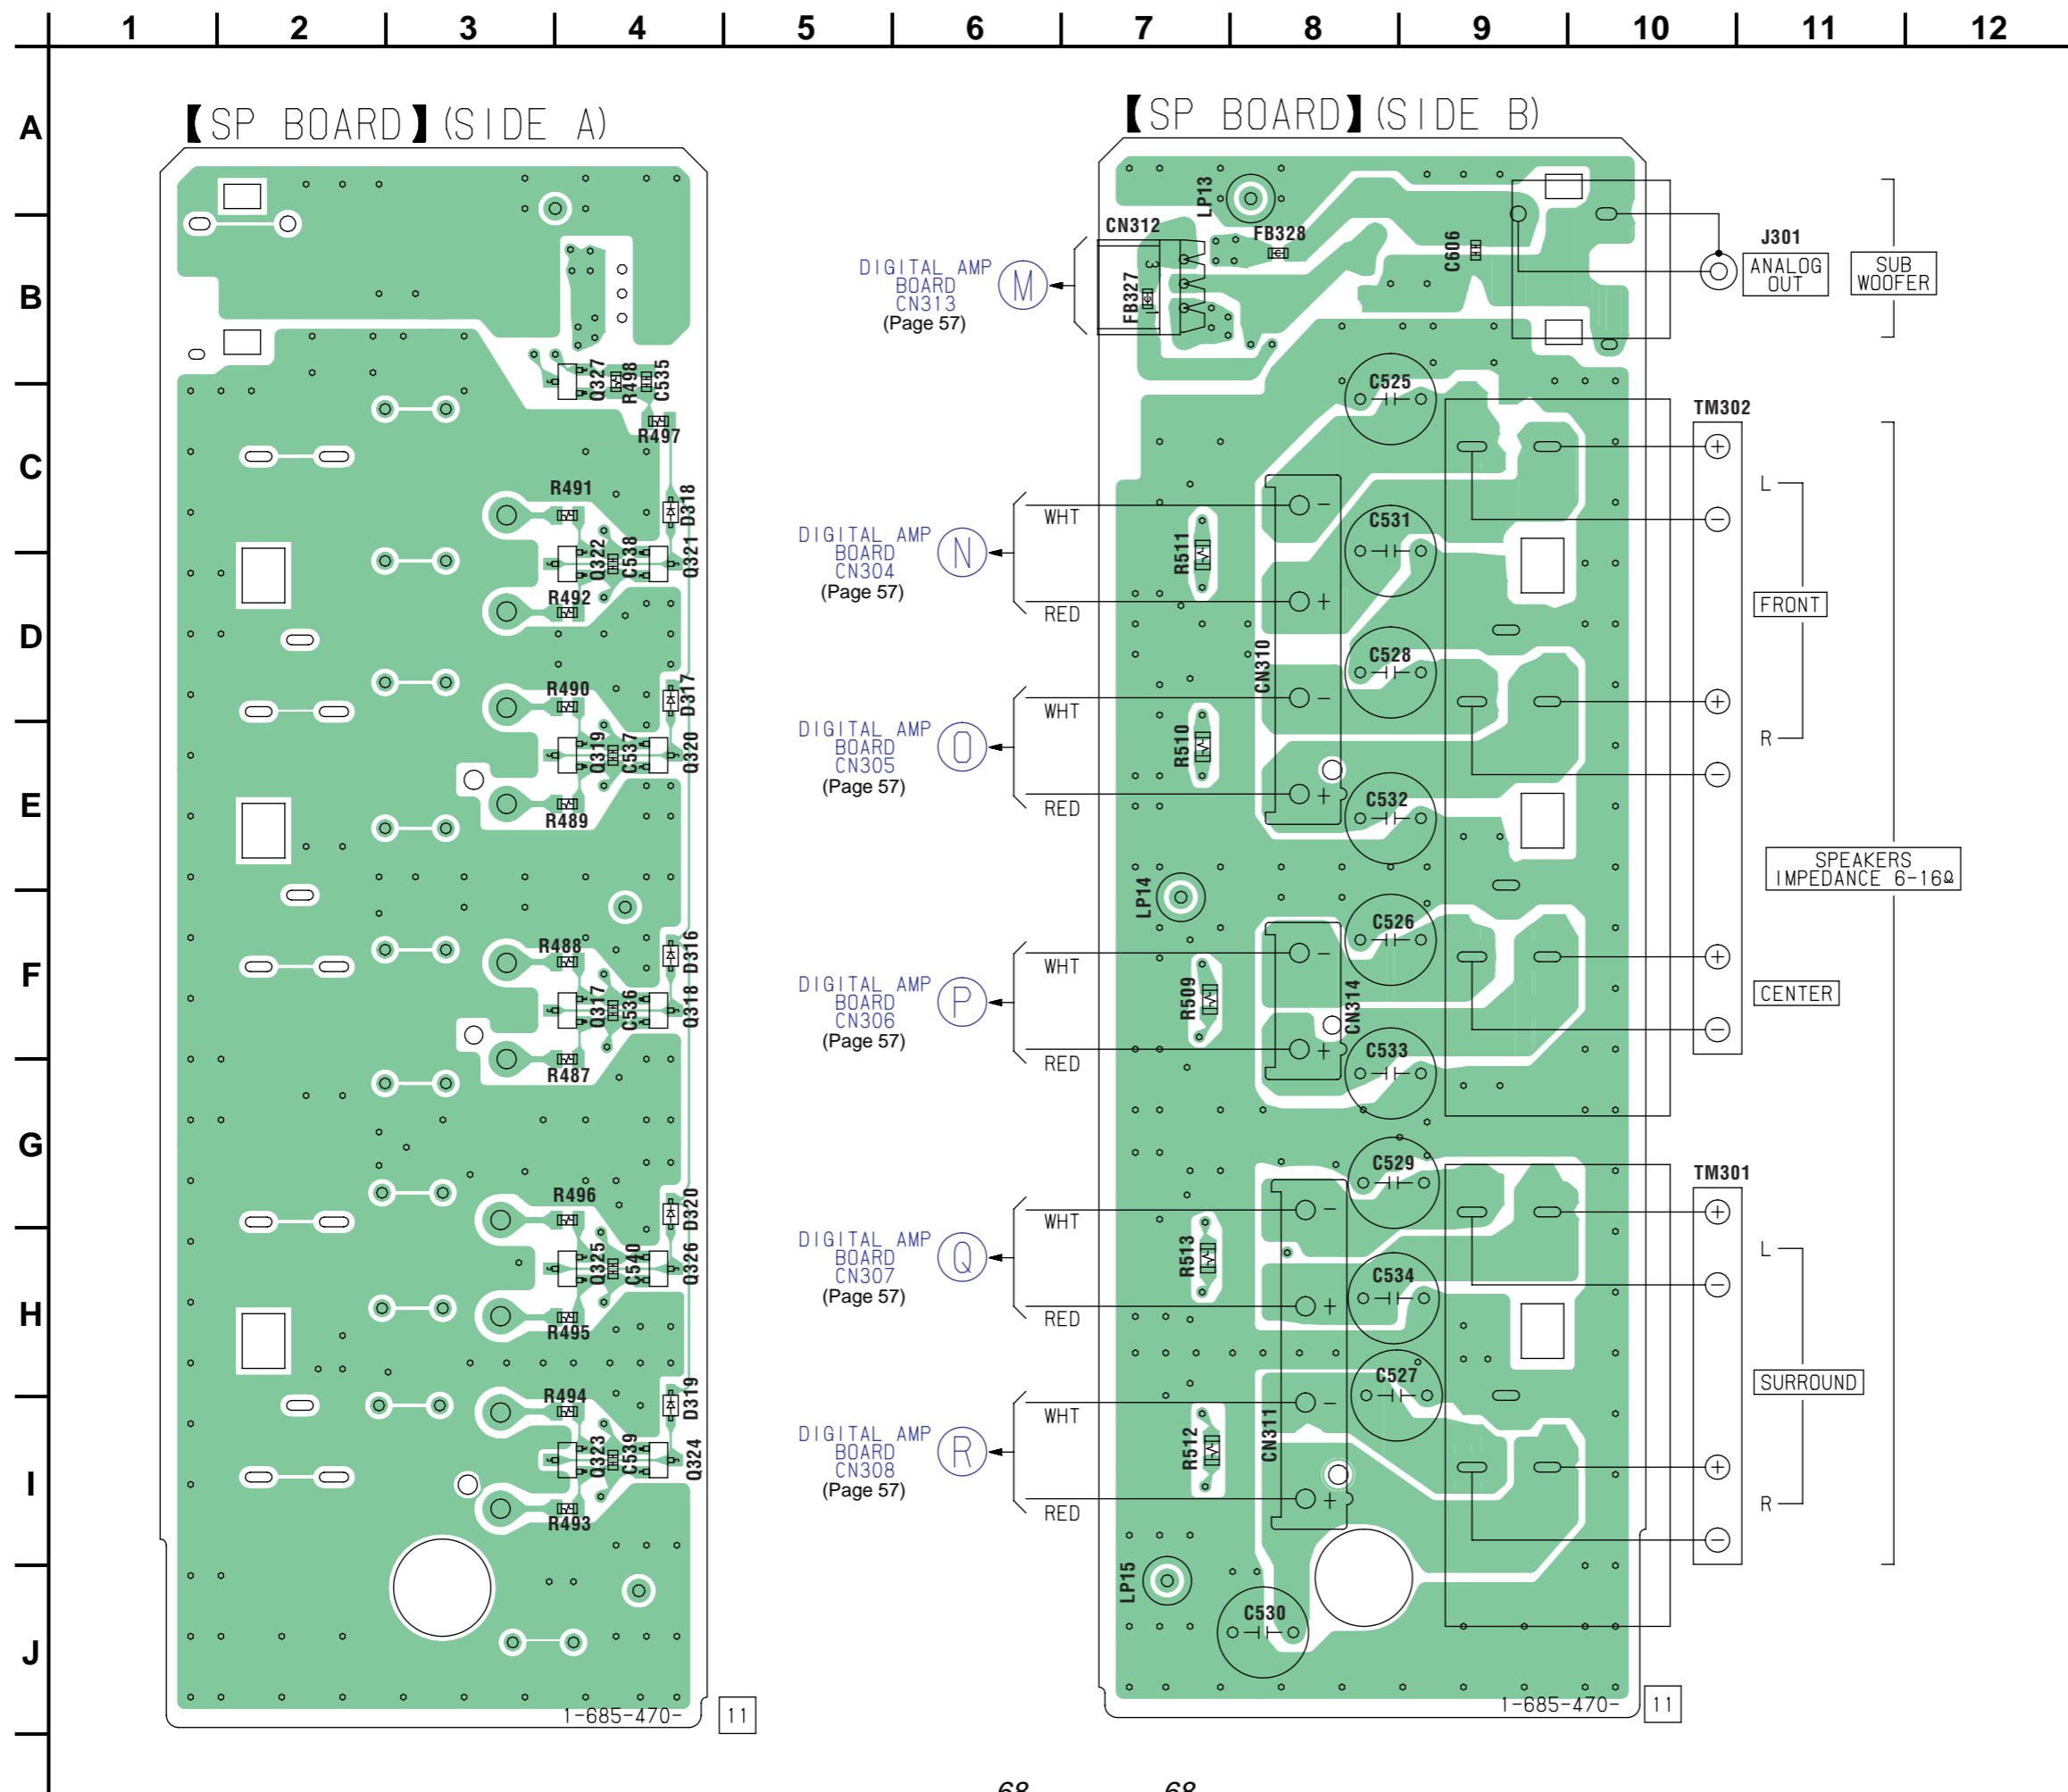 1 2 3 4 5 6 7 8 9 10 11 12
A
B
C
D
E
F
G
H
I
J
【SP BOARD】(SIDE A)
Q327
R498
C535
R497
R491
D318
Q322
C538
Q321
R492
R490
D317
Q319
C537
Q320
R489
R488
D316
Q317
C536
Q318
R487
R496
D320
Q325
C540
Q326
R495
R494
D319
Q323
C539
Q324
R493
1-685-470-
11
【SP BOARD】(SIDE B)
LP13
CN312
FB328
C606
3
FB327
1
J301
ANALOG
OUT
SUB
WOOFER
DIGITAL AMP
BOARD
CN313
(Page 57)
M
C525
TM302
+
-
L
WHT
-
C531
DIGITAL AMP
BOARD
CN304
(Page 57)
N
R511
RED
+
FRONT
CN310
C528
WHT
-
+
-
R
DIGITAL AMP
BOARD
CN305
(Page 57)
O
R510
RED
+
C532
SPEAKERS
IMPEDANCE 6-16Ω
LP14
C526
WHT
-
+
-
DIGITAL AMP
BOARD
CN306
(Page 57)
P
R509
CN314
CENTER
RED
+
C533
C529
TM301
WHT
-
+
-
L
DIGITAL AMP
BOARD
CN307
(Page 57)
Q
R513
C534
RED
+
C527
SURROUND
WHT
-
DIGITAL AMP
BOARD
CN308
(Page 57)
R
R512
CN311
+
-
R
RED
+
LP15
C530
1-685-470-
11
68 68